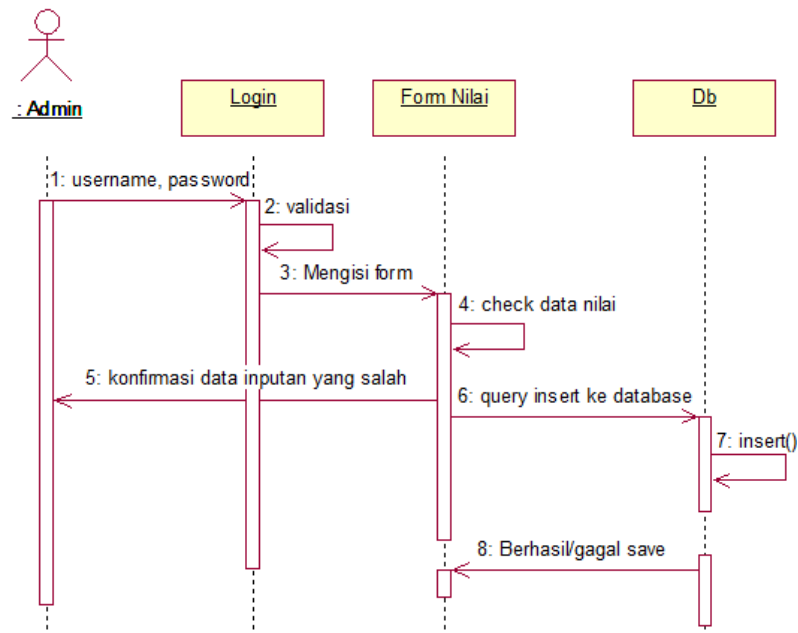 : Admin
Login
Form Nilai
Db
1: username, password
2: validasi
3: Mengisi form
4: check data nilai
5: konfirmasi data inputan yang salah
6: query insert ke database
7: insert()
8: Berhasil/gagal save